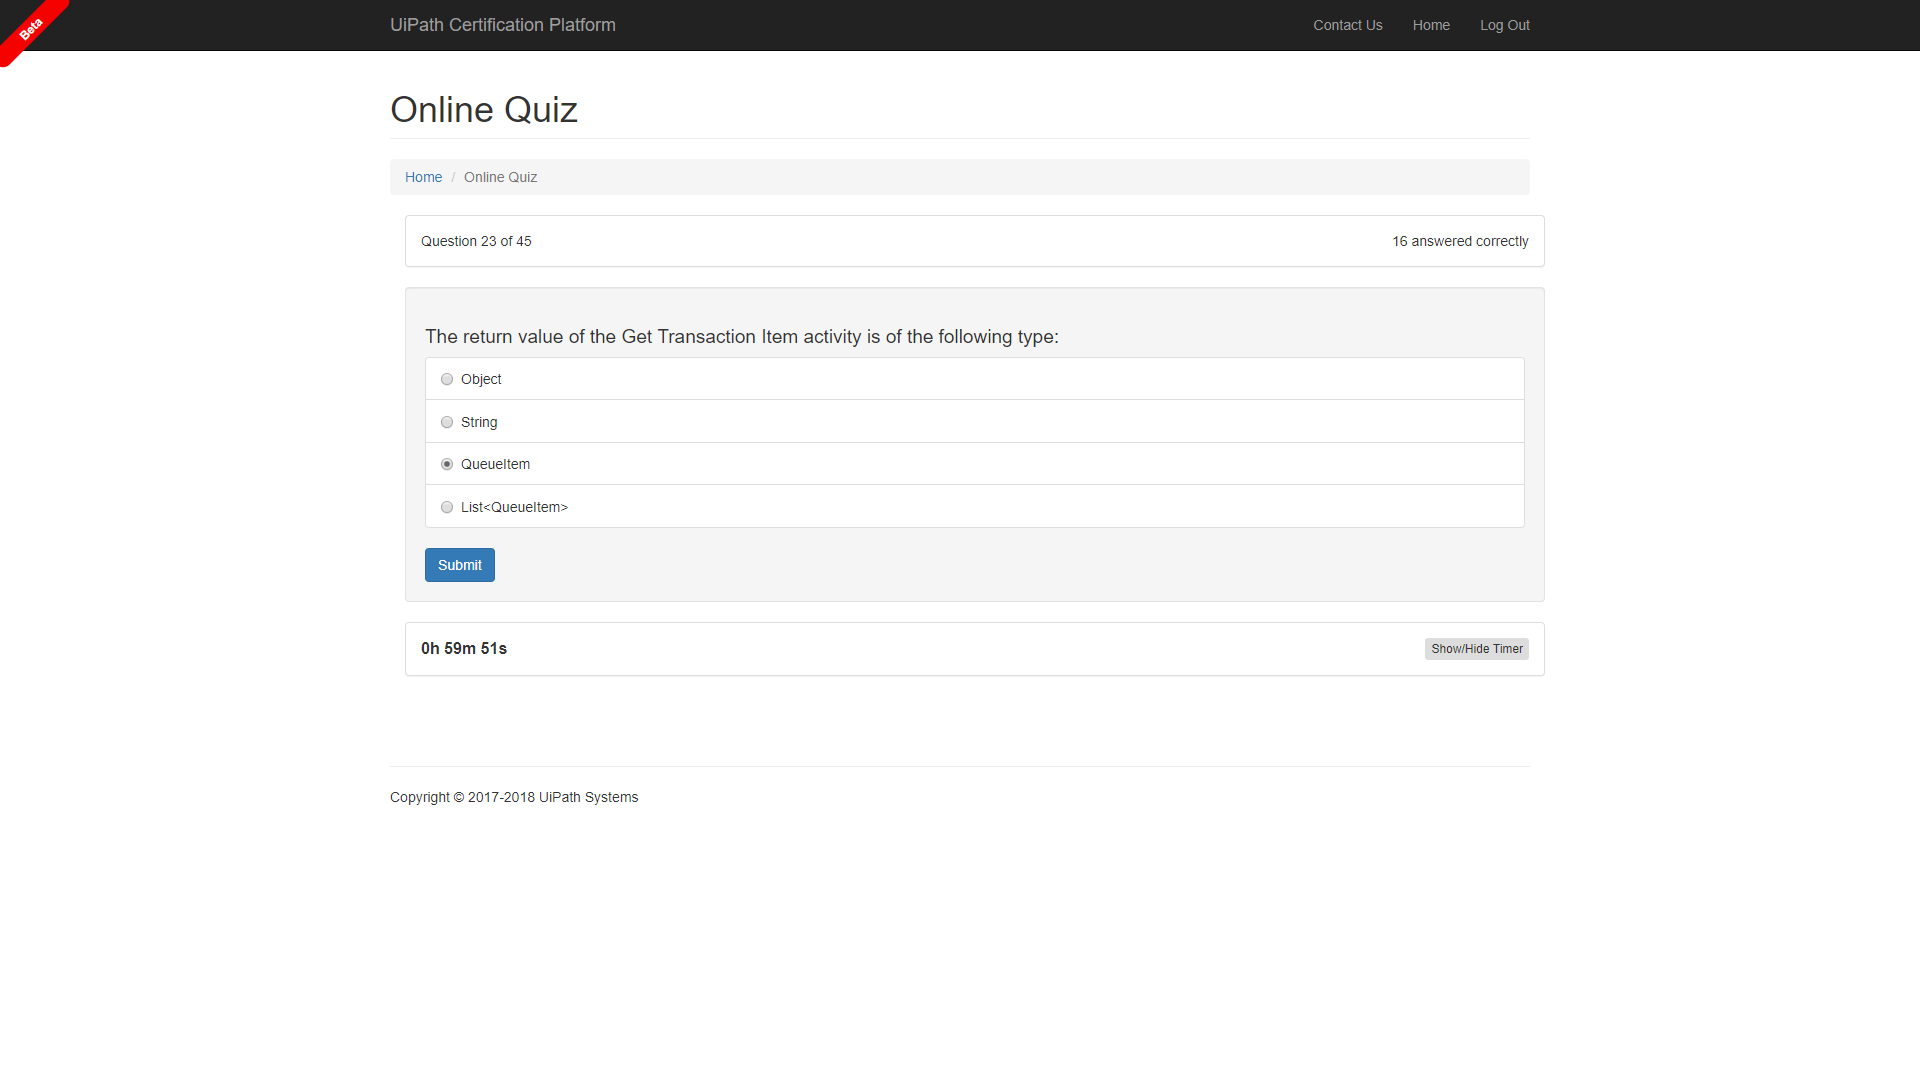 Beta
UiPath Certification Platform
Contact Us Home Log Out
Online Quiz
Home / Online Quiz
Question 23 of 45
16 answered correctly
The return value of the Get Transaction Item activity is of the following type:
Object
String
QueueItem
List<QueueItem>
Submit
0h 59m 51s
Show/Hide Timer
Copyright © 2017-2018 UiPath Systems